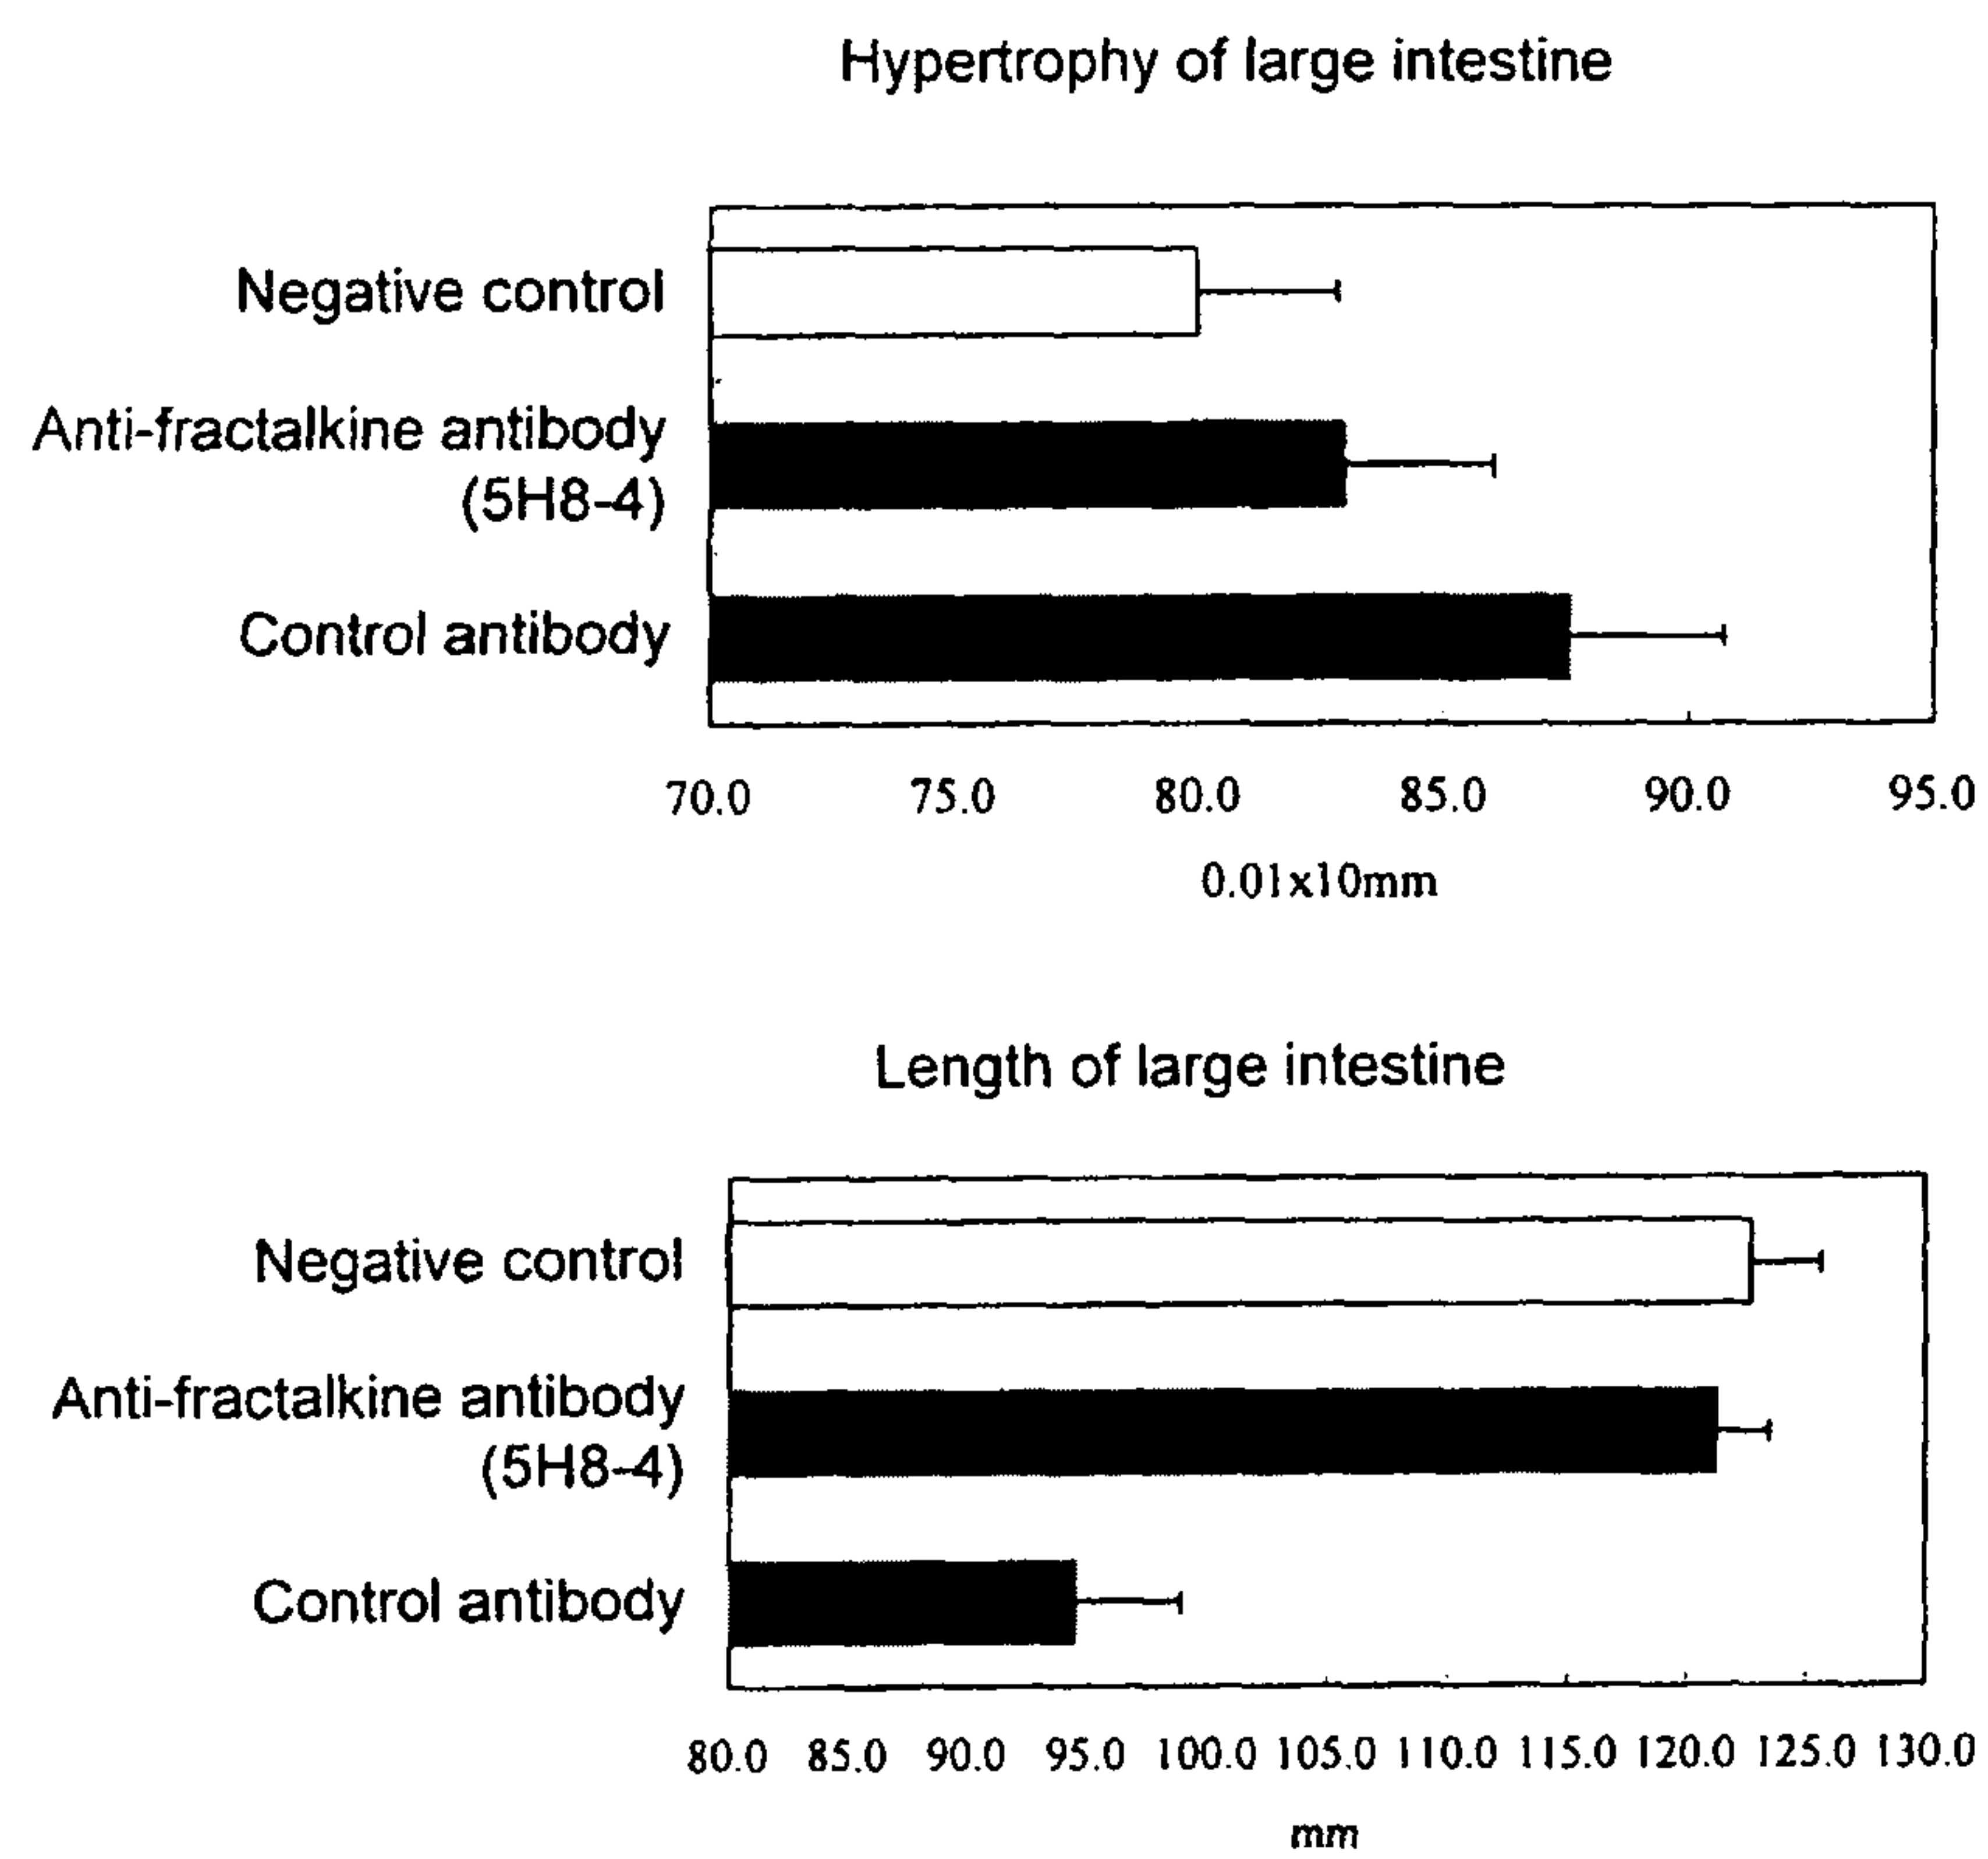 Hypertrophy of large intestine
Negative control
Anti-fractalkine antibody
(5H8-4)
Control antibody
70.0 75.0 80.0 85.0 90.0 95.0
0.01x10mm
Length of large intestine
Negative control
Anti-fractalkine antibody
(5H8-4)
Control antibody
80.0 85.0 90.0 95.0 100.0 105.0 110.0 115.0 120.0 125.0 130.0
mm